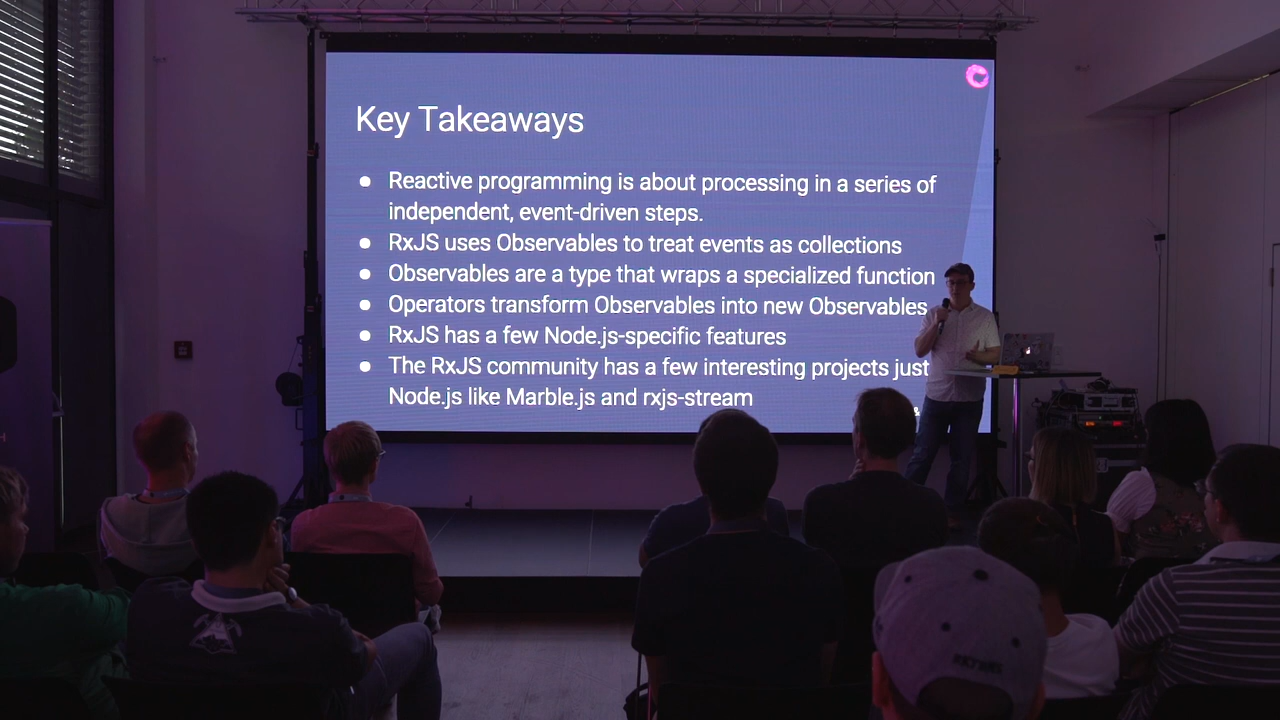 Key Takeaways
● Reactive programming is about processing in a series of
independent, event-driven steps.
● RxJS uses Observables to treat events as collections
● Observables are a type that wraps a specialized function
● Operators transform Observables into new Observables
● RxJS has a few Node.js-specific features
● The RxJS community has a few interesting projects just
Node.js like Marble.js and rxjs-stream